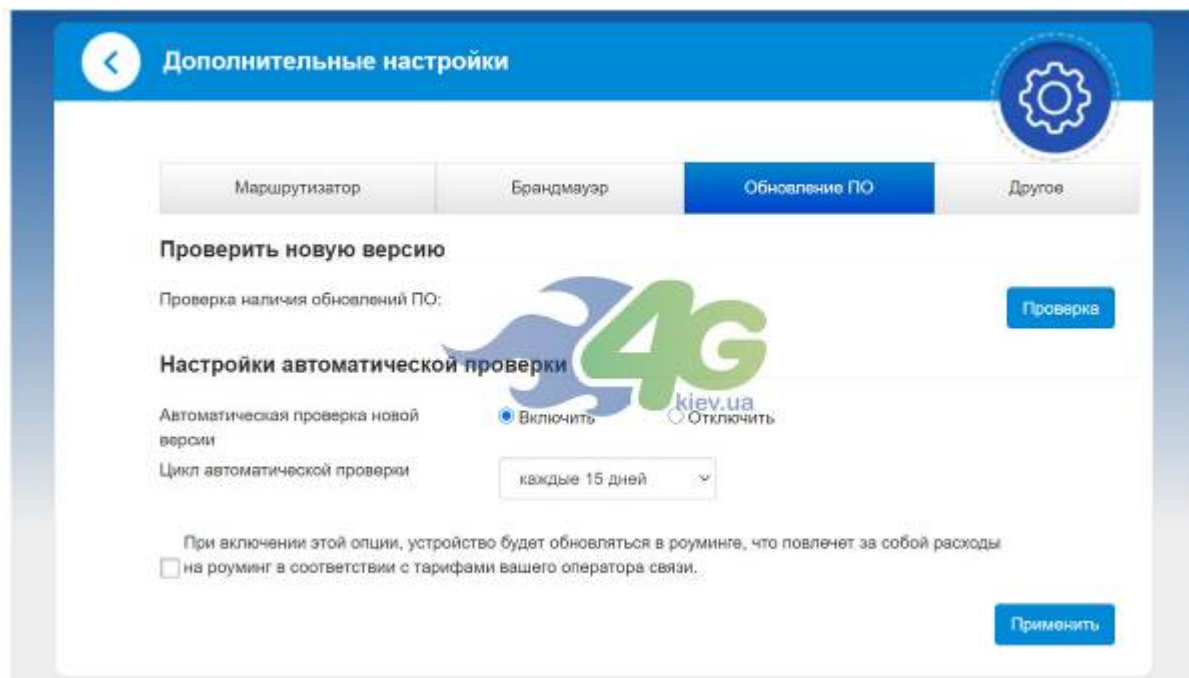 Дополнительные настройки
Маршрутизатор Брандмауэр Обновление ПО Другое
Проверить новую версию
Проверка наличия обновлений ПО:
Проверка
4G
Настройки автоматической проверки
kiev.ua
Автоматическая проверка новой версии
Включить Отключить
Цикл автоматической проверки
каждые 15 дней
При включении этой опции, устройство будет обновляться в роуминге, что повлечет за собой расходы
на роуминг в соответствии с тарифами вашего оператора связи.
Применить